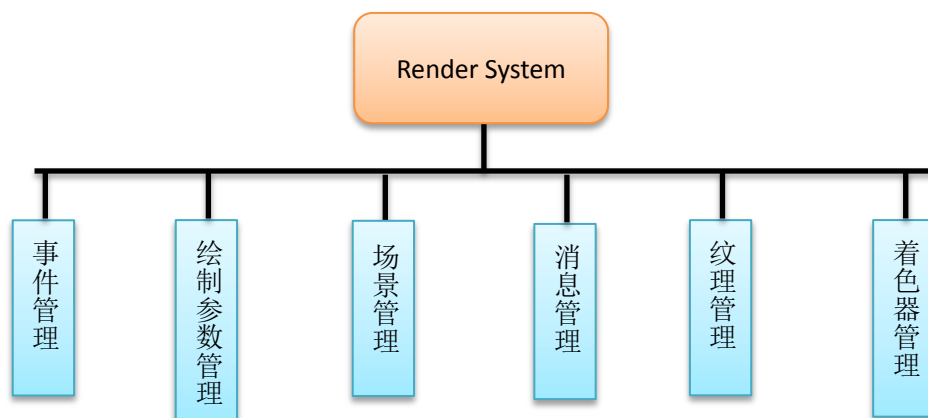 Render System
事件管理
绘制参数管理
场景管理
消息管理
纹理管理
着色器管理